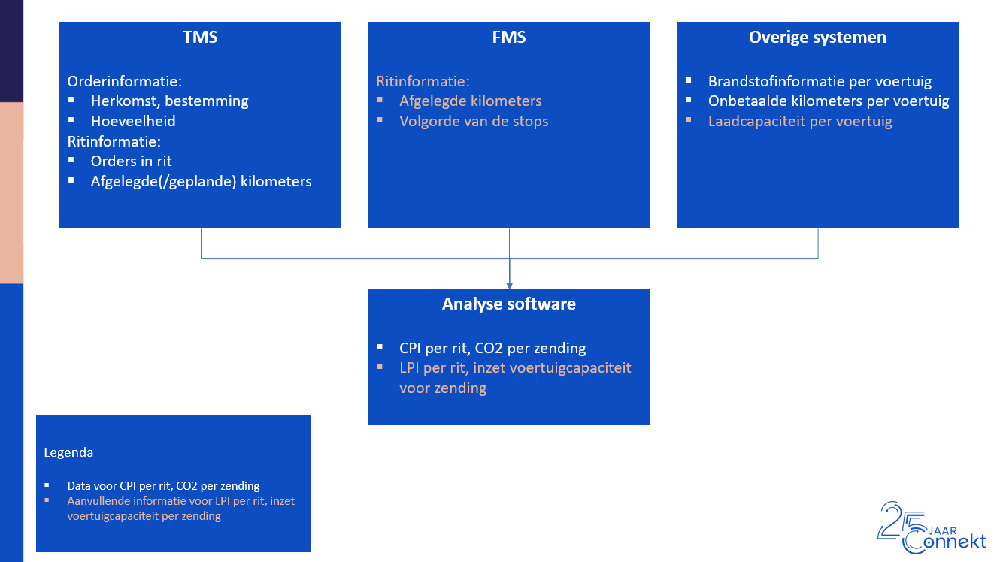 TMS
Orderinformatie:
▪ Herkomst, bestemming
▪ Hoeveelheid
Ritinformatie:
▪ Orders in rit
▪ Afgelegde(/geplande) kilometers
FMS
Ritinformatie:
▪ Afgelegde kilometers
▪ Volgorde van de stops
Overige systemen
▪ Brandstofinformatie per voertuig
▪ Onbetaalde kilometers per voertuig
▪ Laadcapaciteit per voertuig
Analyse software
▪ CPI per rit, CO2 per zending
▪ LPI per rit, inzet voertuigcapaciteit
voor zending
Legenda
▪ Data voor CPI per rit, CO2 per zending
▪ Aanvullende informatie voor LPI per rit, inzet
voertuigcapaciteit per zending
25 JAAR
Connekt